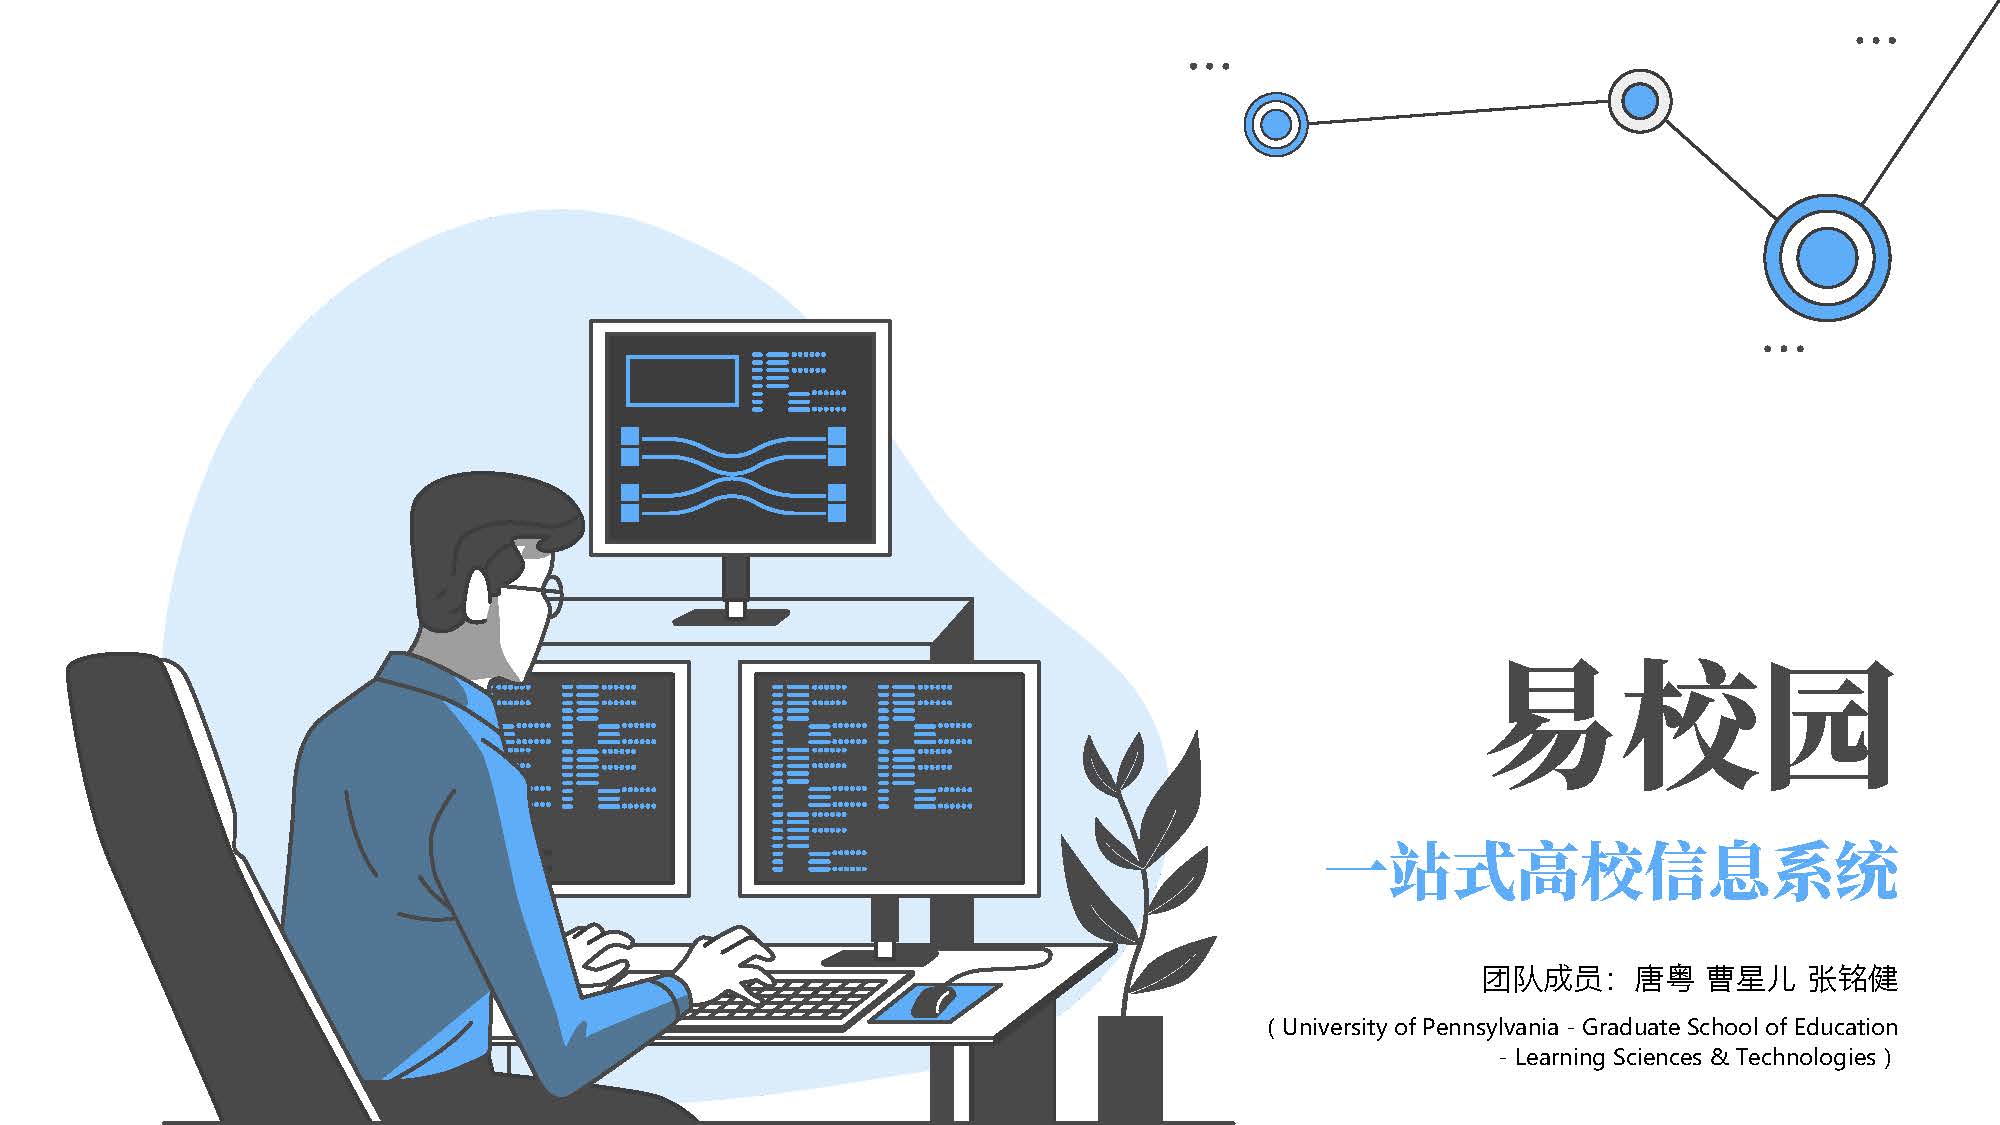 易校园
一站式高校信息系统
团队成员：唐粤 曹星儿 张铭健
( University of Pennsylvania - Graduate School of Education
- Learning Sciences & Technologies )